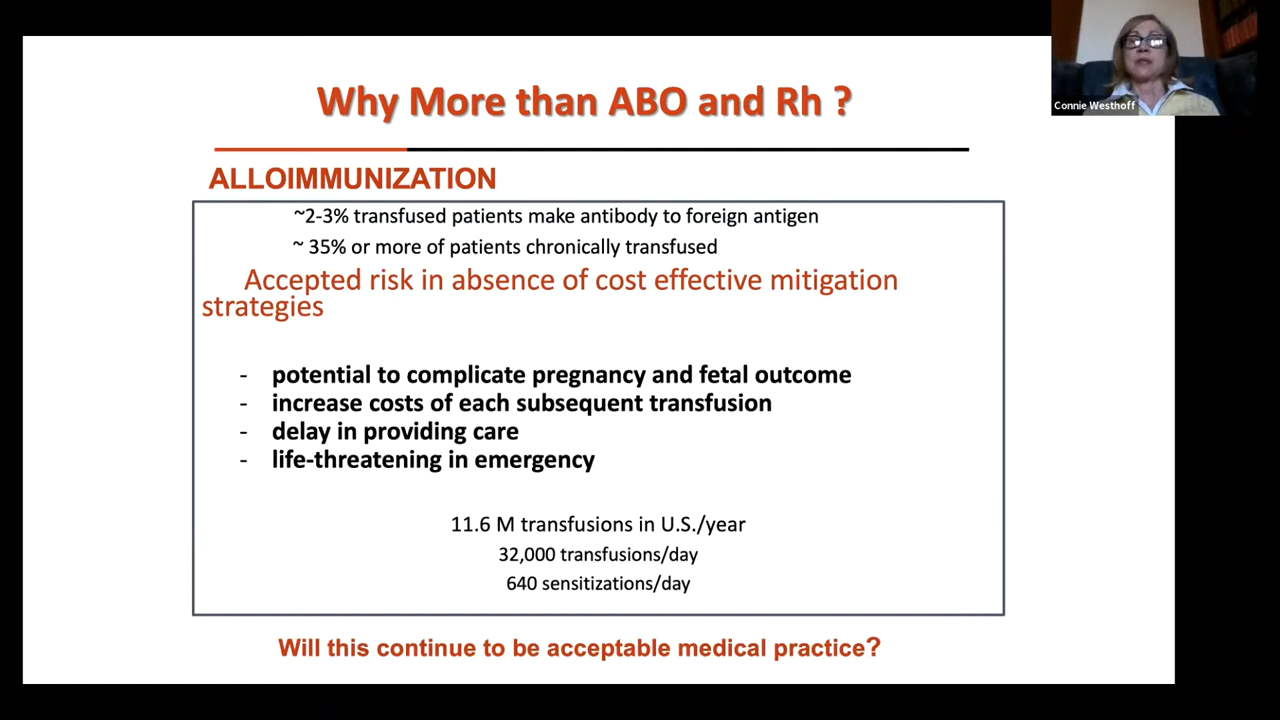 Why More than ABO and Rh ?
Connie Westhoff
ALLOIMMUNIZATION
~2-3% transfused patients make antibody to foreign antigen
~ 35% or more of patients chronically transfused
Accepted risk in absence of cost effective mitigation
strategies
- potential to complicate pregnancy and fetal outcome
- increase costs of each subsequent transfusion
- delay in providing care
- life-threatening in emergency
11.6 M transfusions in U.S./year
32,000 transfusions/day
640 sensitizations/day
Will this continue to be acceptable medical practice?